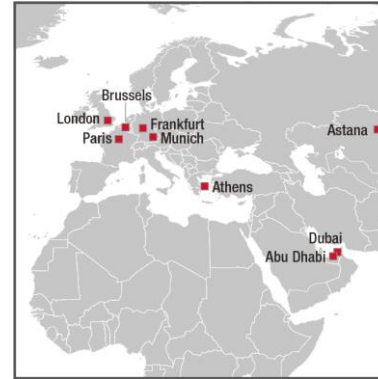 Brussels
London
Frankfurt
Paris
Munich
Astana
Athens
Dubai
Abu Dhabi